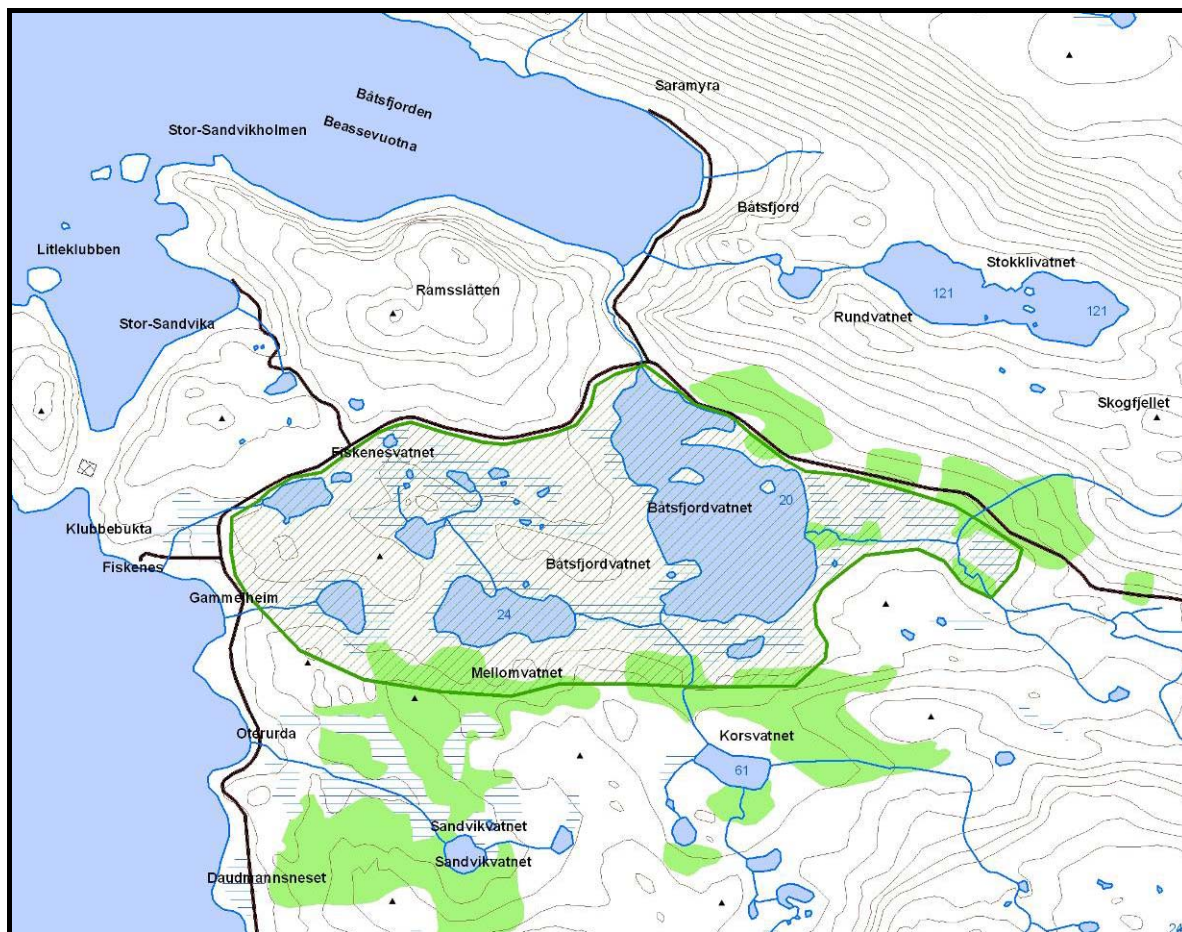 Saramyra
Båtsfjorden
Beassevuotna
Stor-Sandvikholmen
Båtsfjord
Litleklubben
Stokklivatnet
Ramsslåtten
121
121
Stor-Sandvika
Rundvatnet
Skogfjellet
Fiskenesvatnet
20
Båtsfjordvatnet
Klubbebukta
Fiskenes
Båtsfjordvatnet
Gammelheim
24
Mellomvatnet
Oterurda
Korsvatnet
61
Sandvikvatnet
Sandvikvatnet
Daudmannsneset
24